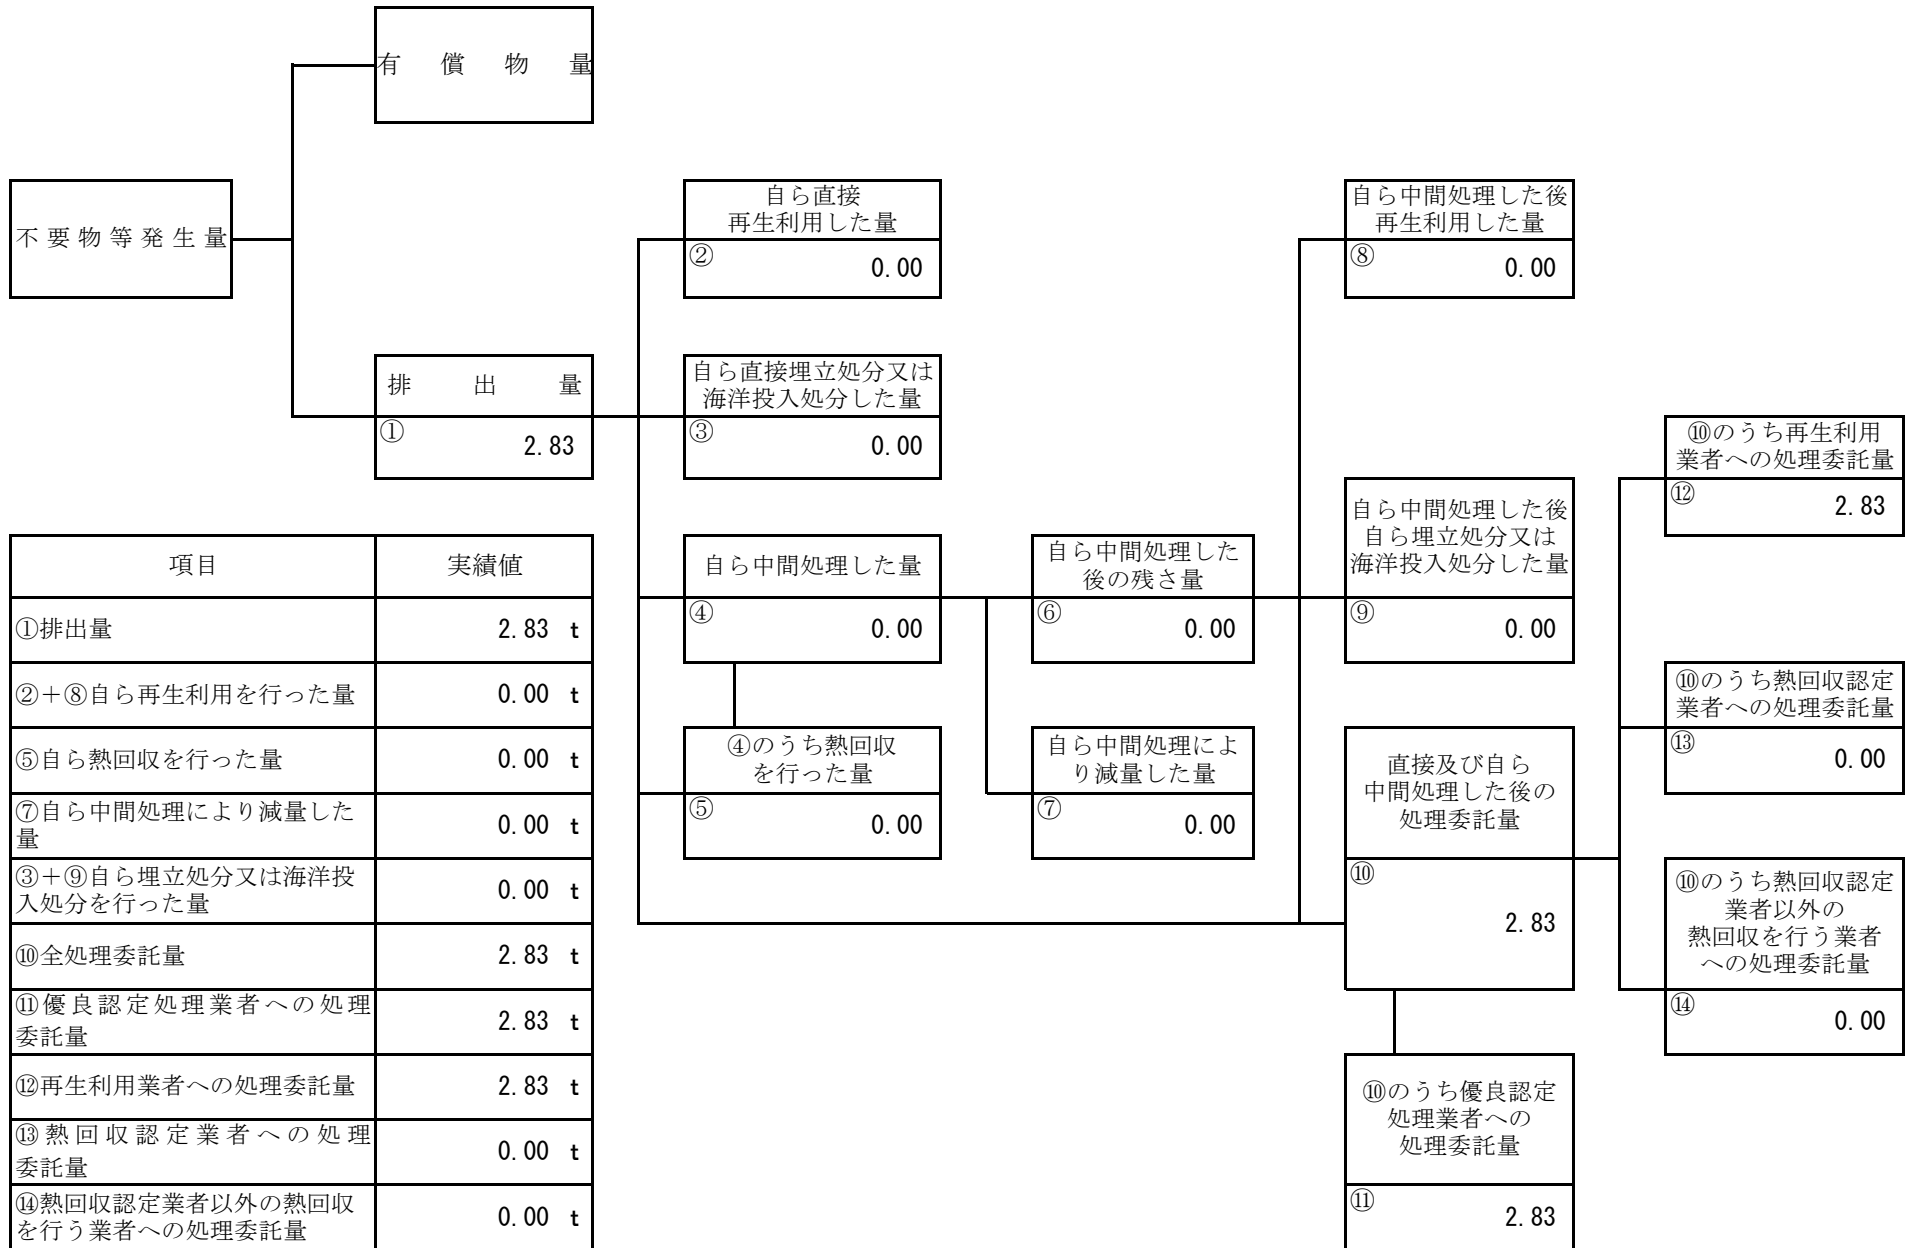 有償物量
不要物等発生量
自ら直接
再生利用した量
②
0.00
自ら中間処理した後
再生利用した量
⑧
0.00
排出量
①
2.83
自ら直接埋立処分又は
海洋投入処分した量
③
0.00
⑩のうち再生利用
業者への処理委託量
⑫
2.83
自ら中間処理した量
④
0.00
自ら中間処理した
後の残さ量
⑥
0.00
自ら中間処理した後
自ら埋立処分又は
海洋投入処分した量
⑨
0.00
⑩のうち熱回収認定
業者への処理委託量
⑬
0.00
④のうち熱回収
を行った量
⑤
0.00
自ら中間処理によ
り減量した量
⑦
0.00
直接及び自ら
中間処理した後の
処理委託量
⑩
2.83
⑩のうち熱回収認定
業者以外の
熱回収を行う業者
への処理委託量
⑭
0.00
⑩のうち優良認定
処理業者への
処理委託量
⑪
2.83
項目 実績値
①排出量 2.83 t
②＋⑧自ら再生利用を行った量 0.00 t
⑤自ら熱回収を行った量 0.00 t
⑦自ら中間処理により減量した
量 0.00 t
③＋⑨自ら埋立処分又は海洋投
入処分を行った量 0.00 t
⑩全処理委託量 2.83 t
⑪優良認定処理業者への処理
委託量 2.83 t
⑫再生利用業者への処理委託量 2.83 t
⑬熱回収認定業者への処理
委託量 0.00 t
⑭熱回収認定業者以外の熱回収
を行う業者への処理委託量 0.00 t